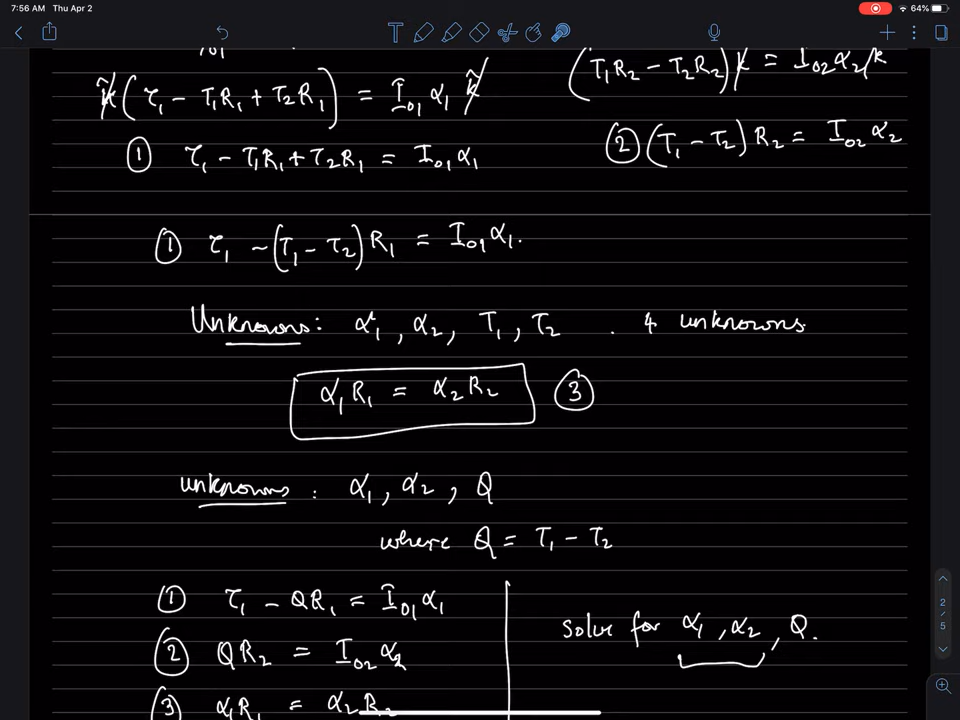 7:56 AM Thu Apr 2
64%
k̃(τ₁ − T₁R₁ + T₂R₁) = I₀₁ α₁ k̃
(T₁R₂ − T₂R₂) k = I₀₂ α₂ k
① τ₁ − T₁R₁ + T₂R₁ = I₀₁ α₁
② (T₁ − T₂) R₂ = I₀₂ α₂
① τ₁ − (T₁ − T₂) R₁ = I₀₁ α₁.
Unknowns: α₁, α₂, T₁, T₂ . 4 unknowns.
α₁R₁ = α₂R₂ ③
unknowns : α₁, α₂, Q
where Q = T₁ − T₂
① τ₁ − QR₁ = I₀₁ α₁
② QR₂ = I₀₂ α₂
③ α₁R₁ = α₂R₂
solve for α₁, α₂, Q.
2
/
5